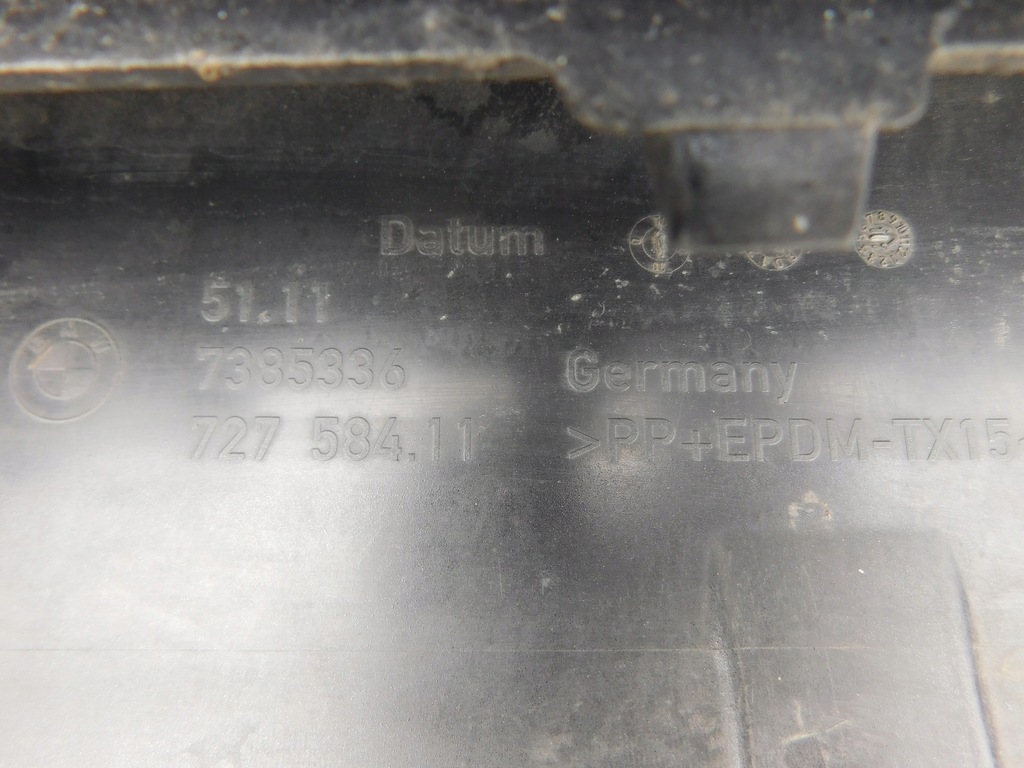 Datum
51.11
7385336
727 584.11
Germany
>PP+EPDM-TX15<